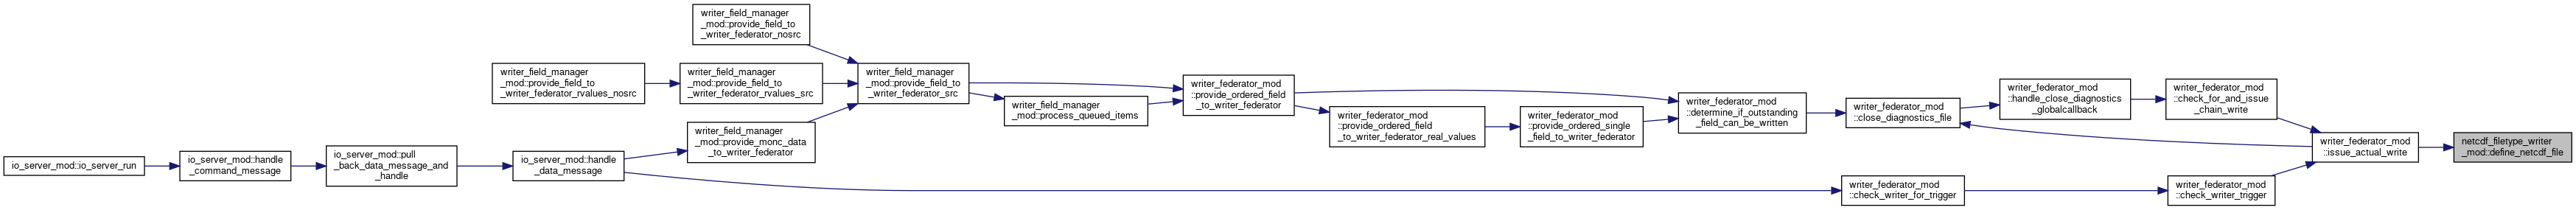 writer_field_manager
_mod::provide_field_to
_writer_federator_nosrc
writer_field_manager
_mod::provide_field_to
_writer_federator_rvalues_nosrc
writer_field_manager
_mod::provide_field_to
_writer_federator_rvalues_src
writer_field_manager
_mod::provide_field_to
_writer_federator_src
writer_field_manager
_mod::process_queued_items
writer_federator_mod
::provide_ordered_field
_to_writer_federator
writer_federator_mod
::provide_ordered_field
_to_writer_federator_real_values
writer_federator_mod
::provide_ordered_single
_field_to_writer_federator
writer_federator_mod
::determine_if_outstanding
_field_can_be_written
writer_federator_mod
::close_diagnostics_file
writer_federator_mod
::handle_close_diagnostics
_globalcallback
writer_federator_mod
::check_for_and_issue
_chain_write
writer_federator_mod
::issue_actual_write
netcdf_filetype_writer
_mod::define_netcdf_file
io_server_mod::io_server_run
io_server_mod::handle
_command_message
io_server_mod::pull
_back_data_message_and
_handle
io_server_mod::handle
_data_message
writer_field_manager
_mod::provide_monc_data
_to_writer_federator
writer_federator_mod
::check_writer_for_trigger
writer_federator_mod
::check_writer_trigger